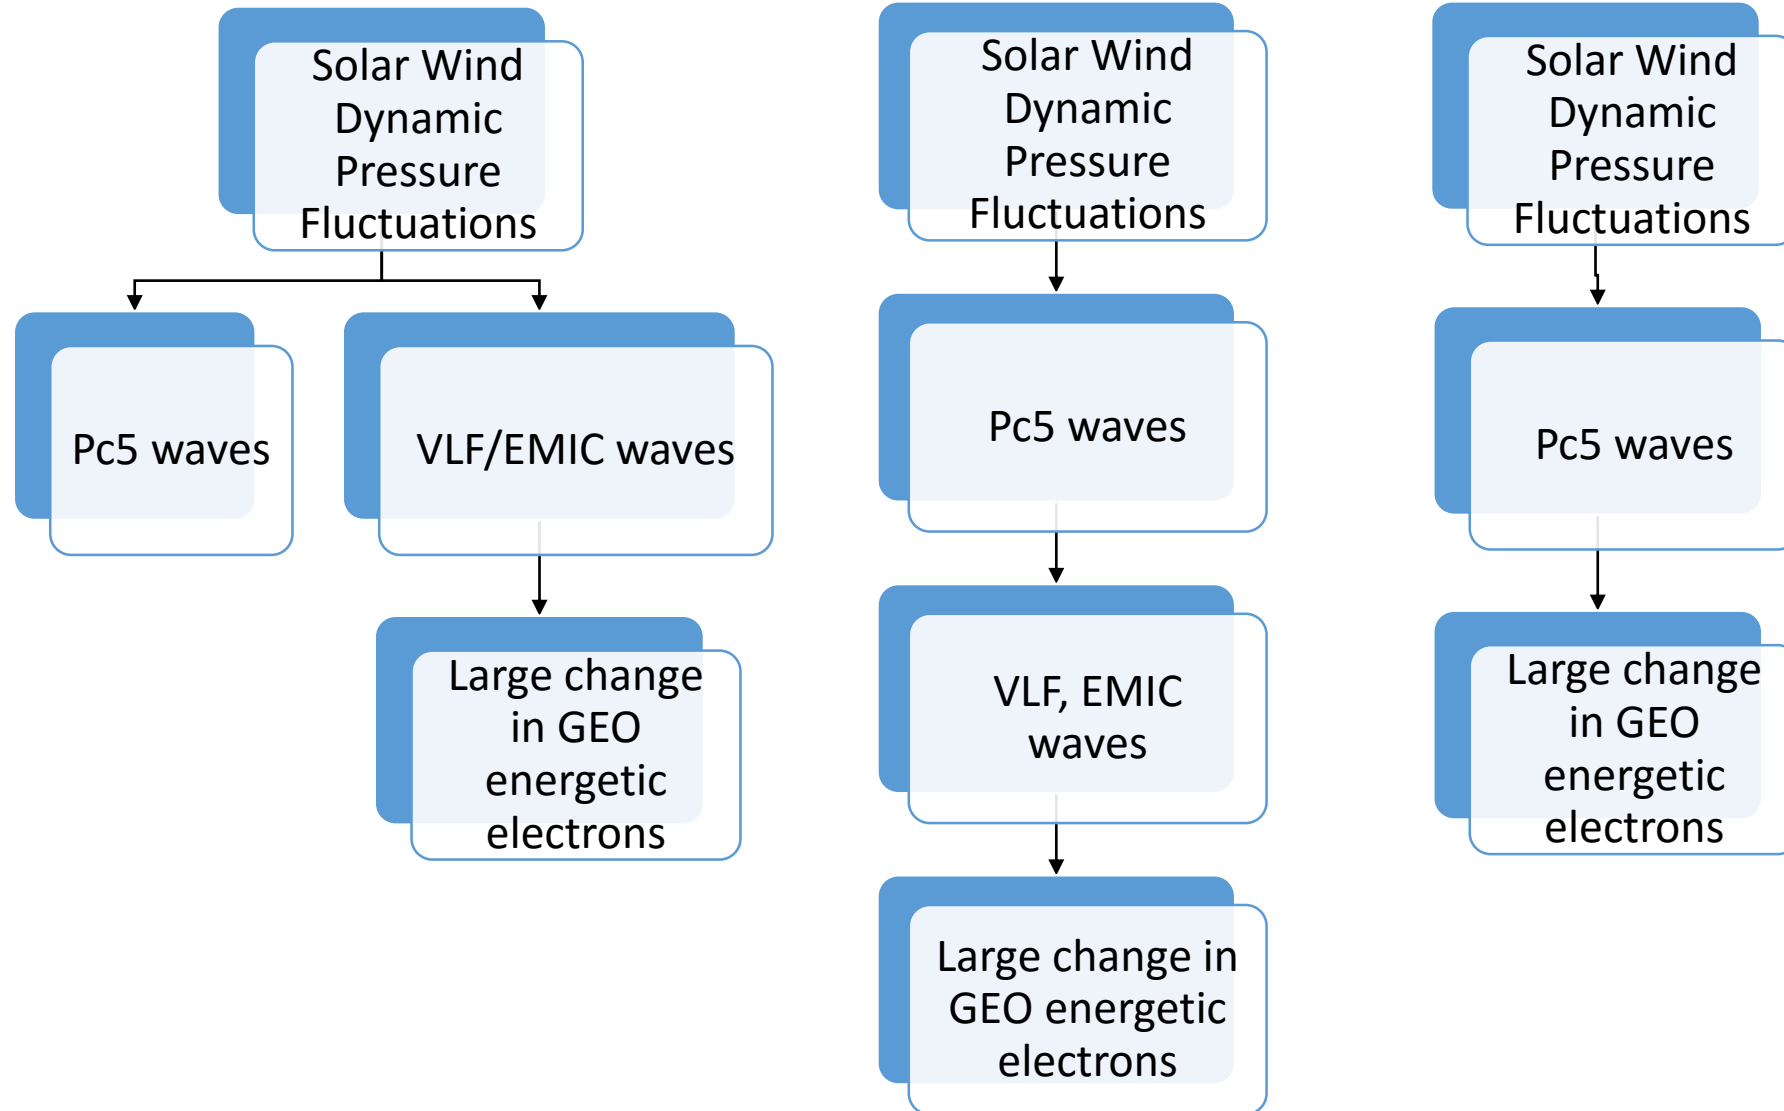 Solar Wind
Dynamic
Pressure
Fluctuations
Pc5 waves
VLF/EMIC waves
Large change
in GEO
energetic
electrons
Solar Wind
Dynamic
Pressure
Fluctuations
Pc5 waves
VLF, EMIC
waves
Large change in
GEO energetic
electrons
Solar Wind
Dynamic
Pressure
Fluctuations
Pc5 waves
Large change
in GEO
energetic
electrons